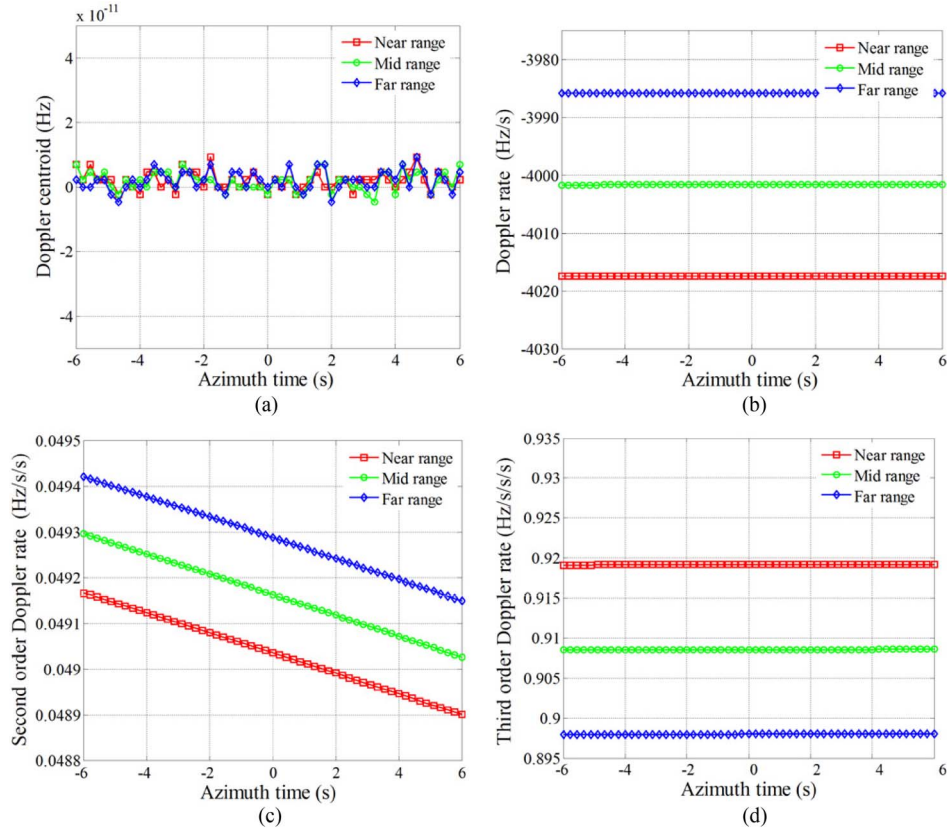 x 10⁻¹¹
4
2
0
-2
-4
-6
-4
-2
0
2
4
6
Doppler centroid (Hz)
Azimuth time (s)
Near range
Mid range
Far range
(a)
-3980
-3990
-4000
-4010
-4020
-4030
-6
-4
-2
0
2
4
6
Doppler rate (Hz/s)
Azimuth time (s)
Near range
Mid range
Far range
(b)
0.0495
0.0494
0.0493
0.0492
0.0491
0.049
0.0489
0.0488
-6
-4
-2
0
2
4
6
Second order Doppler rate (Hz/s/s)
Azimuth time (s)
Near range
Mid range
Far range
(c)
0.935
0.93
0.925
0.92
0.915
0.91
0.905
0.9
0.895
-6
-4
-2
0
2
4
6
Third order Doppler rate (Hz/s/s/s)
Azimuth time (s)
Near range
Mid range
Far range
(d)